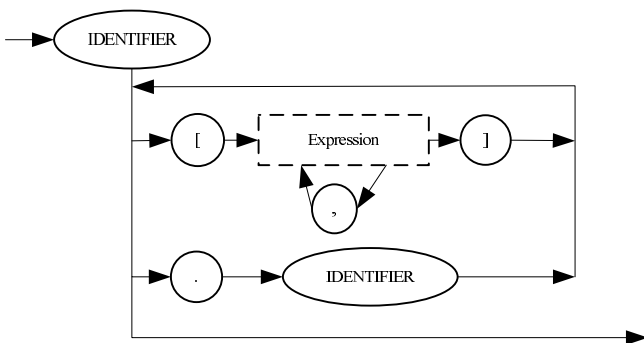 IDENTIFIER
[ Expression ]
,
. IDENTIFIER